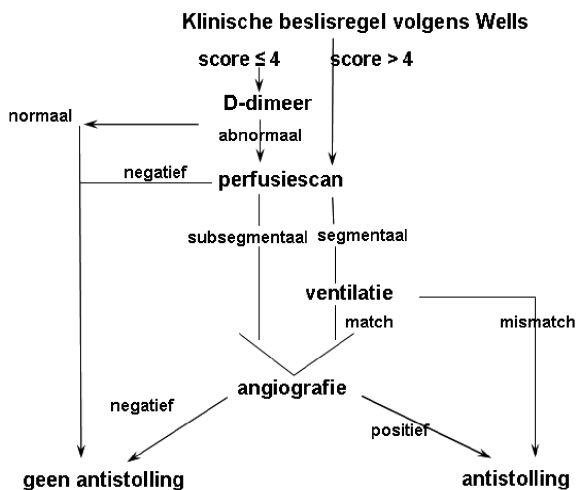 Klinische beslisregel volgens Wells
score ≤ 4
score > 4
D-dimeer
normaal
abnormaal
negatief
perfusiescan
subsegmentaal
segmentaal
ventilatie
match
mismatch
angiografie
negatief
positief
geen antistolling
antistolling